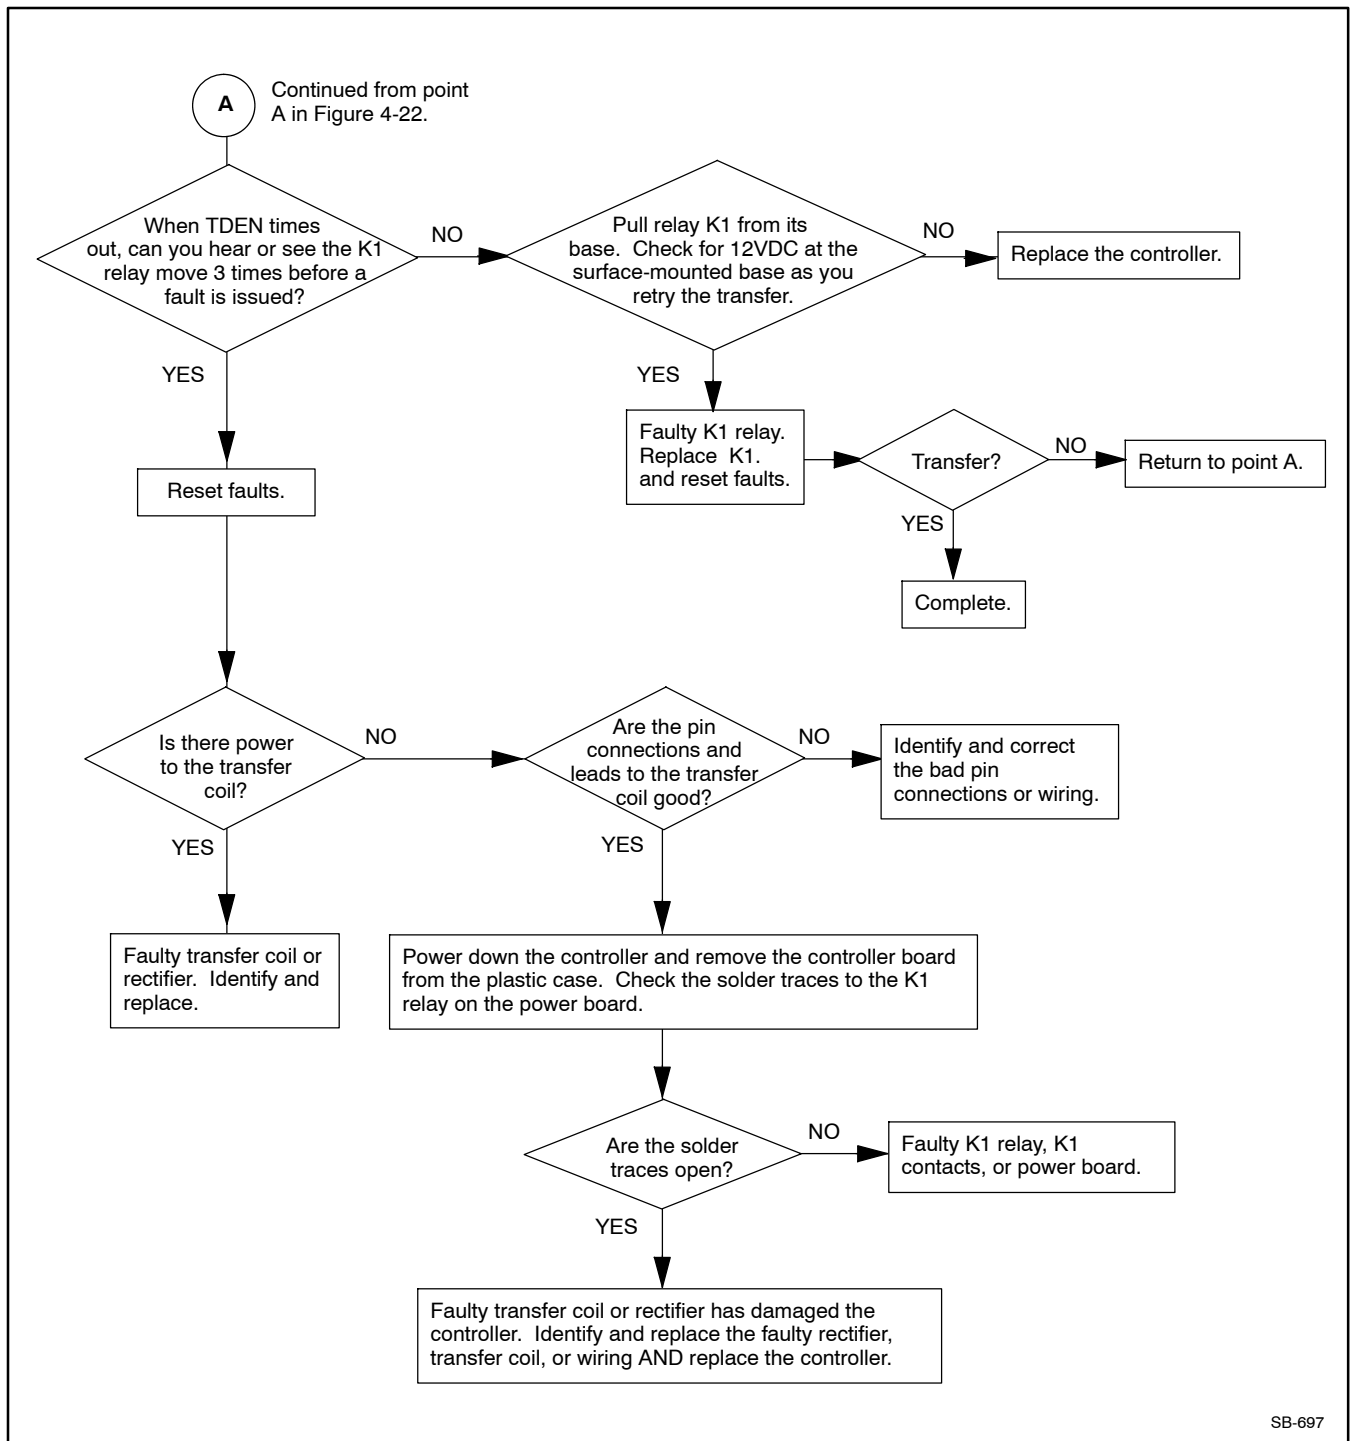 A
Continued from point
A in Figure 4-22.
When TDEN times
out, can you hear or see the K1
relay move 3 times before a
fault is issued?
NO
Pull relay K1 from its
base. Check for 12VDC at the
surface-mounted base as you
retry the transfer.
NO
Replace the controller.
YES
YES
Faulty K1 relay.
Replace K1.
and reset faults.
Transfer?
NO
Return to point A.
Reset faults.
YES
Complete.
Is there power
to the transfer
coil?
NO
Are the pin
connections and
leads to the transfer
coil good?
NO
Identify and correct
the bad pin
connections or wiring.
YES
YES
Faulty transfer coil or
rectifier. Identify and
replace.
Power down the controller and remove the controller board
from the plastic case. Check the solder traces to the K1
relay on the power board.
Are the solder
traces open?
NO
Faulty K1 relay, K1
contacts, or power board.
YES
Faulty transfer coil or rectifier has damaged the
controller. Identify and replace the faulty rectifier,
transfer coil, or wiring AND replace the controller.
SB-697